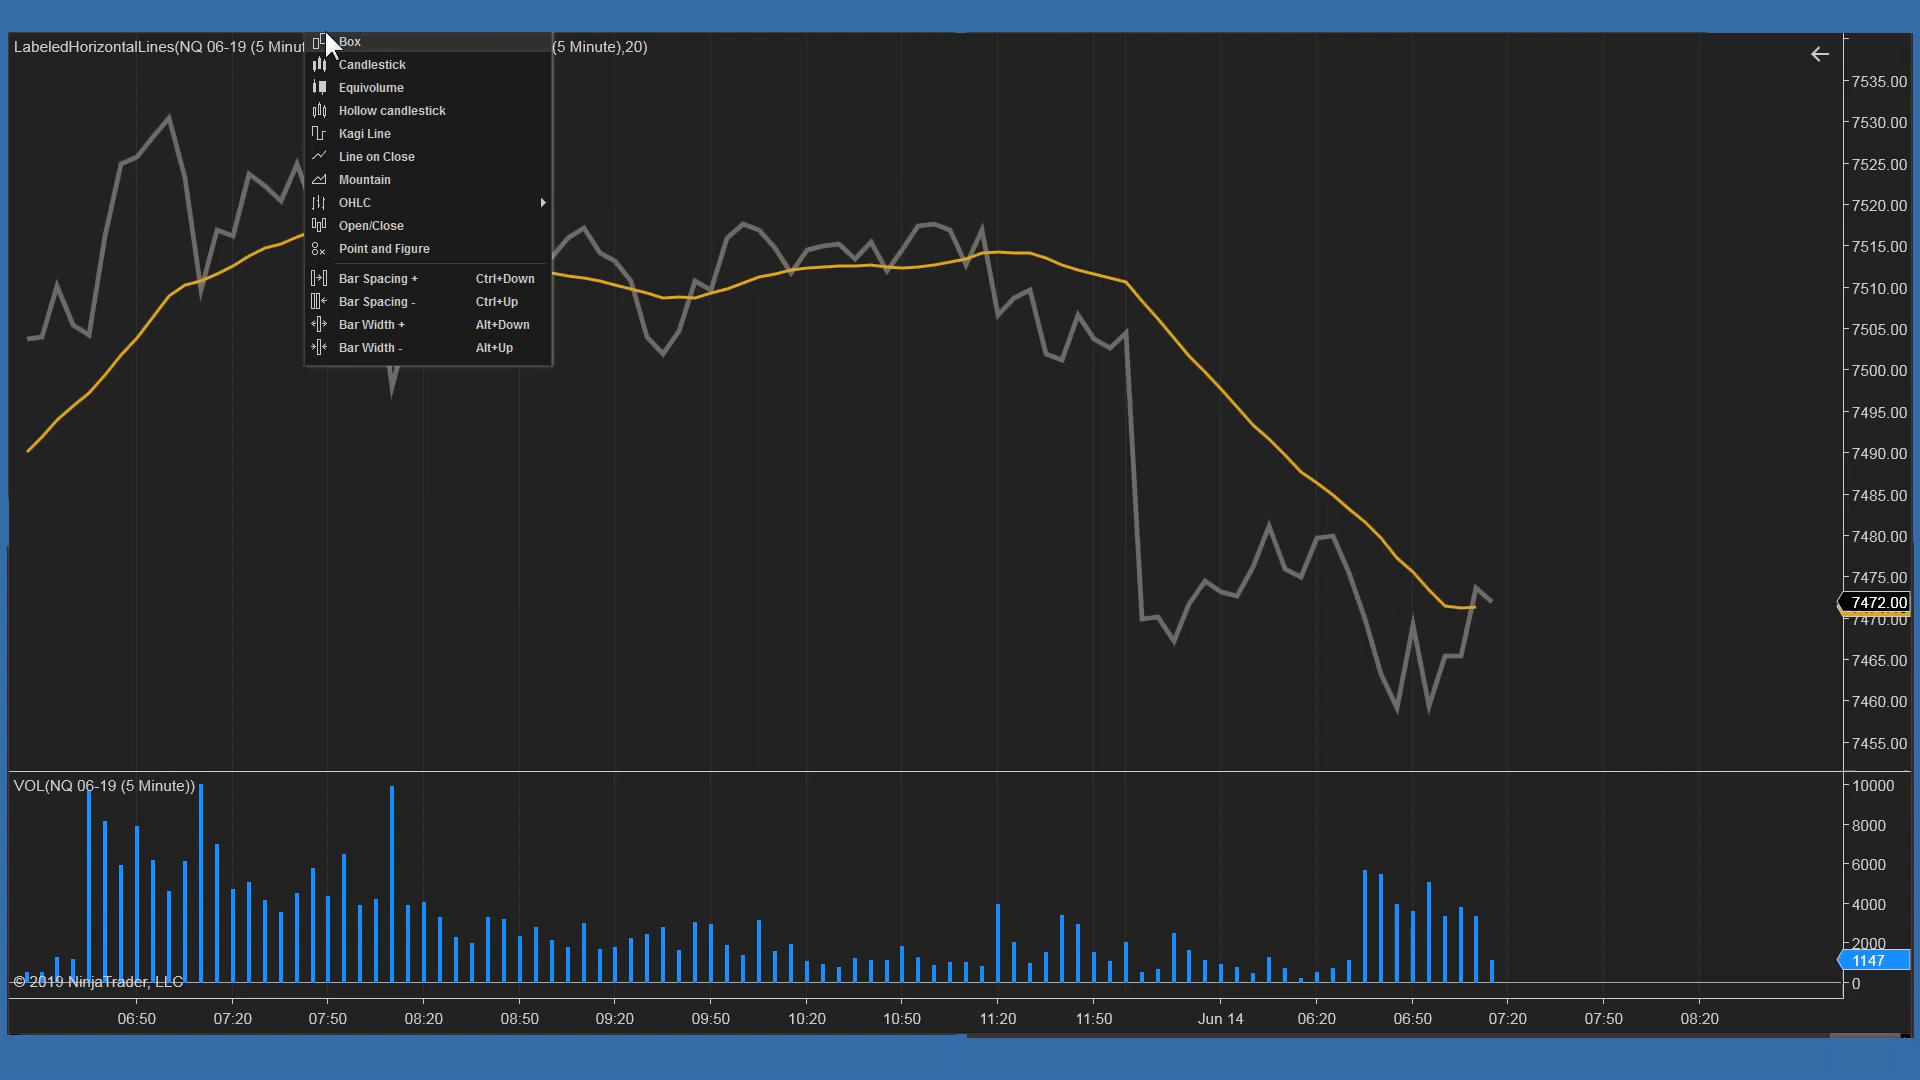 LabeledHorizontalLines(NQ 06-19 (5 Minut
(5 Minute),20)
Box
Candlestick
Equivolume
Hollow candlestick
Kagi Line
Line on Close
Mountain
OHLC
Open/Close
Point and Figure
Bar Spacing + Ctrl+Down
Bar Spacing - Ctrl+Up
Bar Width + Alt+Down
Bar Width - Alt+Up
7535.00
7530.00
7525.00
7520.00
7515.00
7510.00
7505.00
7500.00
7495.00
7490.00
7485.00
7480.00
7475.00
7472.00
7470.00
7465.00
7460.00
7455.00
VOL(NQ 06-19 (5 Minute))
10000
8000
6000
4000
2000
1147
0
© 2019 NinjaTrader, LLC
06:50 07:20 07:50 08:20 08:50 09:20 09:50 10:20 10:50 11:20 11:50 Jun 14 06:20 06:50 07:20 07:50 08:20